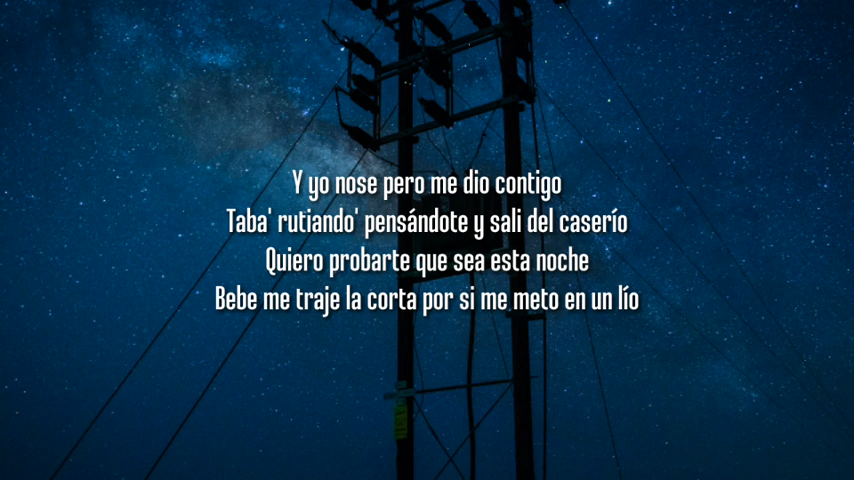 Y yo nose pero me dio contigo
Taba' rutiando' pensándote y sali del caserío
Quiero probarte que sea esta noche
Bebe me traje la corta por si me meto en un lío